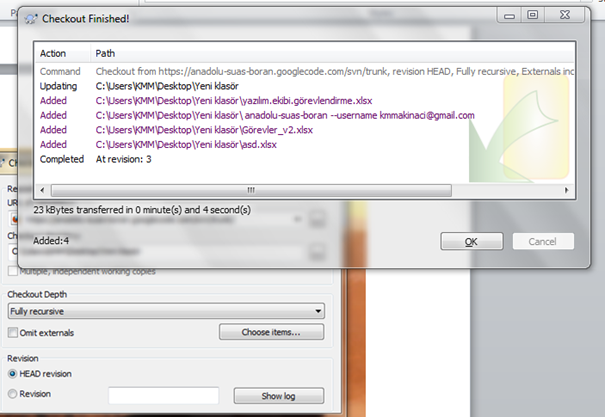 Checkout Finished!
Action Path
Command Checkout from https://anadolu-suas-boran.googlecode.com/svn/trunk, revision HEAD, Fully recursive, Externals inc
Updating C:\Users\KMM\Desktop\Yeni klasör
Added C:\Users\KMM\Desktop\Yeni klasör\yazılım.ekibi.görevlendirme.xlsx
Added C:\Users\KMM\Desktop\Yeni klasör\ anadolu-suas-boran --username kmmakinaci@gmail.com
Added C:\Users\KMM\Desktop\Yeni klasör\Görevler_v2.xlsx
Added C:\Users\KMM\Desktop\Yeni klasör\asd.xlsx
Completed At revision: 3
23 kBytes transferred in 0 minute(s) and 4 second(s)
Added:4
OK Cancel
Multiple, independent working copies
Checkout Depth
Fully recursive
Omit externals Choose items...
Revision
HEAD revision
Revision Show log